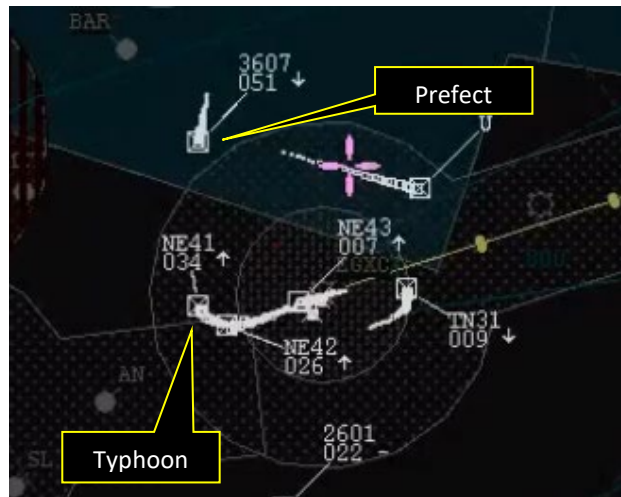 BAR
3607
051 ↓
Prefect
U
NE43
007 ↑
NE41
034 ↑
TN31
009 ↓
NE42
026 ↑
AN
2601
022 -
SL
Typhoon